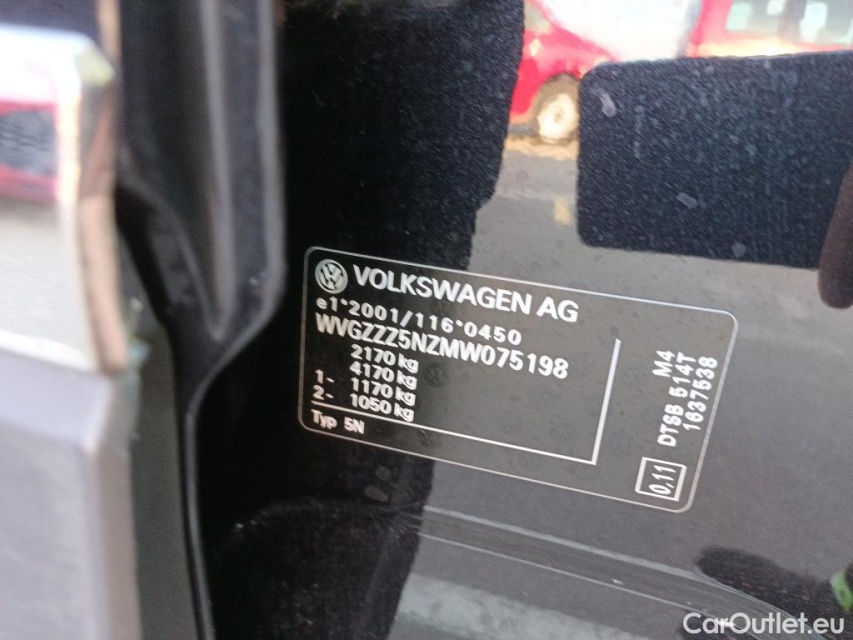 VOLKSWAGEN AG
e1*2001/116*0450
WVGZZZ5NZMW075198
2170 kg
4170 kg
1- 1170 kg
2- 1050 kg
Typ 5N
M4
DTSB 514T
1637538
0,11
CarOutlet.eu